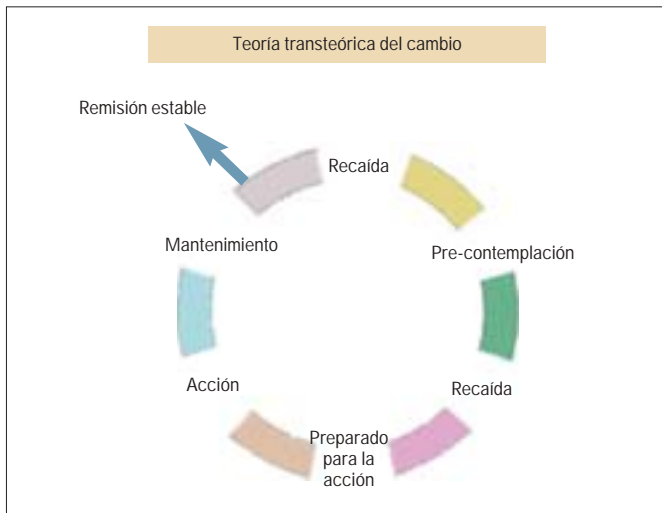 Teoría transteórica del cambio
Remisión estable
Recaída
Mantenimiento
Pre-contemplación
Acción
Recaída
Preparado
para la
acción